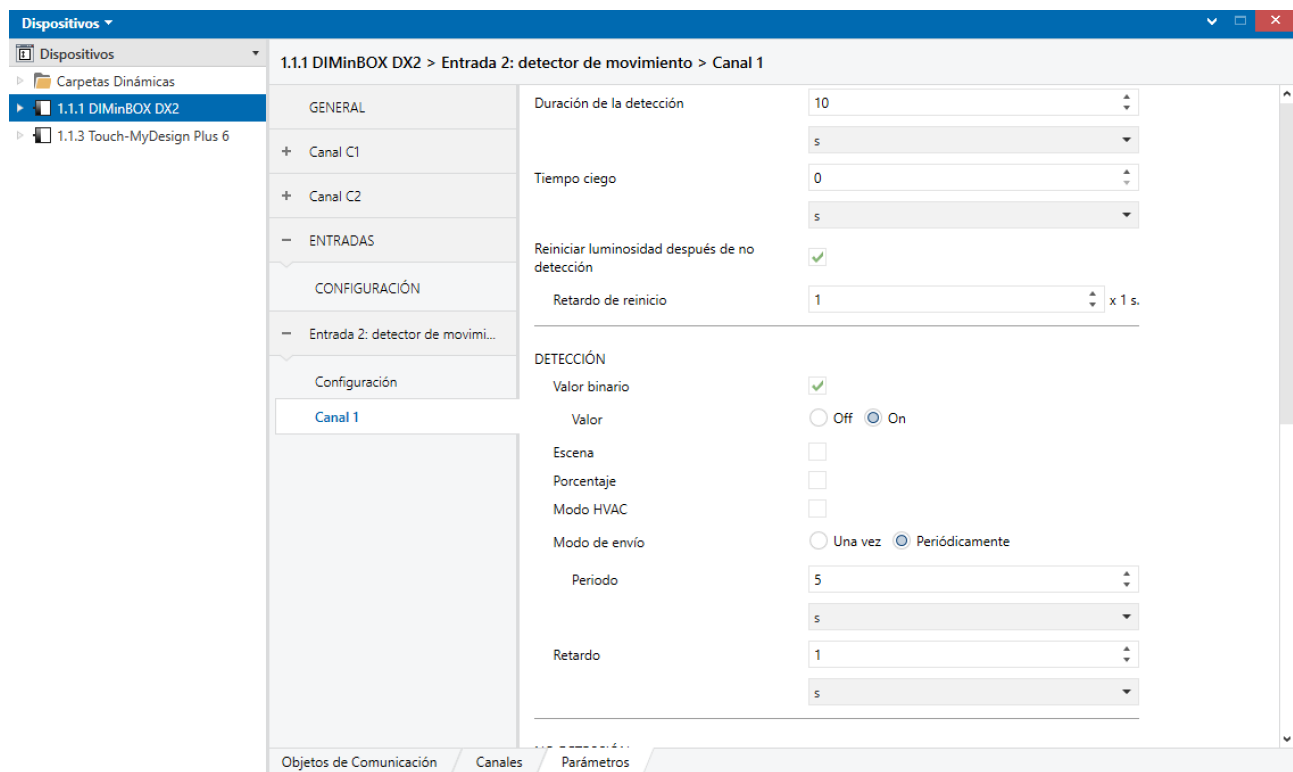 Dispositivos
Dispositivos
Carpetas Dinámicas
1.1.1 DIMinBOX DX2
1.1.3 Touch-MyDesign Plus 6
1.1.1 DIMinBOX DX2 > Entrada 2: detector de movimiento > Canal 1
GENERAL
+ Canal C1
+ Canal C2
− ENTRADAS
CONFIGURACIÓN
− Entrada 2: detector de movimi...
Configuración
Canal 1
Duración de la detección 10
s
Tiempo ciego 0
s
Reiniciar luminosidad después de no
detección
Retardo de reinicio 1 x 1 s.
DETECCIÓN
Valor binario
Valor Off On
Escena
Porcentaje
Modo HVAC
Modo de envío Una vez Periódicamente
Periodo 5
s
Retardo 1
s
Objetos de Comunicación Canales Parámetros